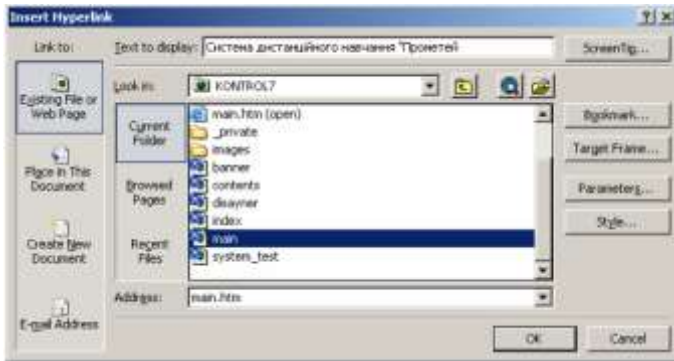 Insert Hyperlink
Link to:
Text to display: Система дистанційного навчання "Прометей
ScreenTip...
Existing File or
Web Page
Look in: KONTROL7
Current
Folder
main.htm (open)
_private
images
banner
contents
disayner
index
main
system_test
Bookmark...
Target Frame...
Place in This
Document
Browsed
Pages
Parameters...
Style...
Create New
Document
Recent
Files
Address: main.htm
E-mail Address
OK
Cancel